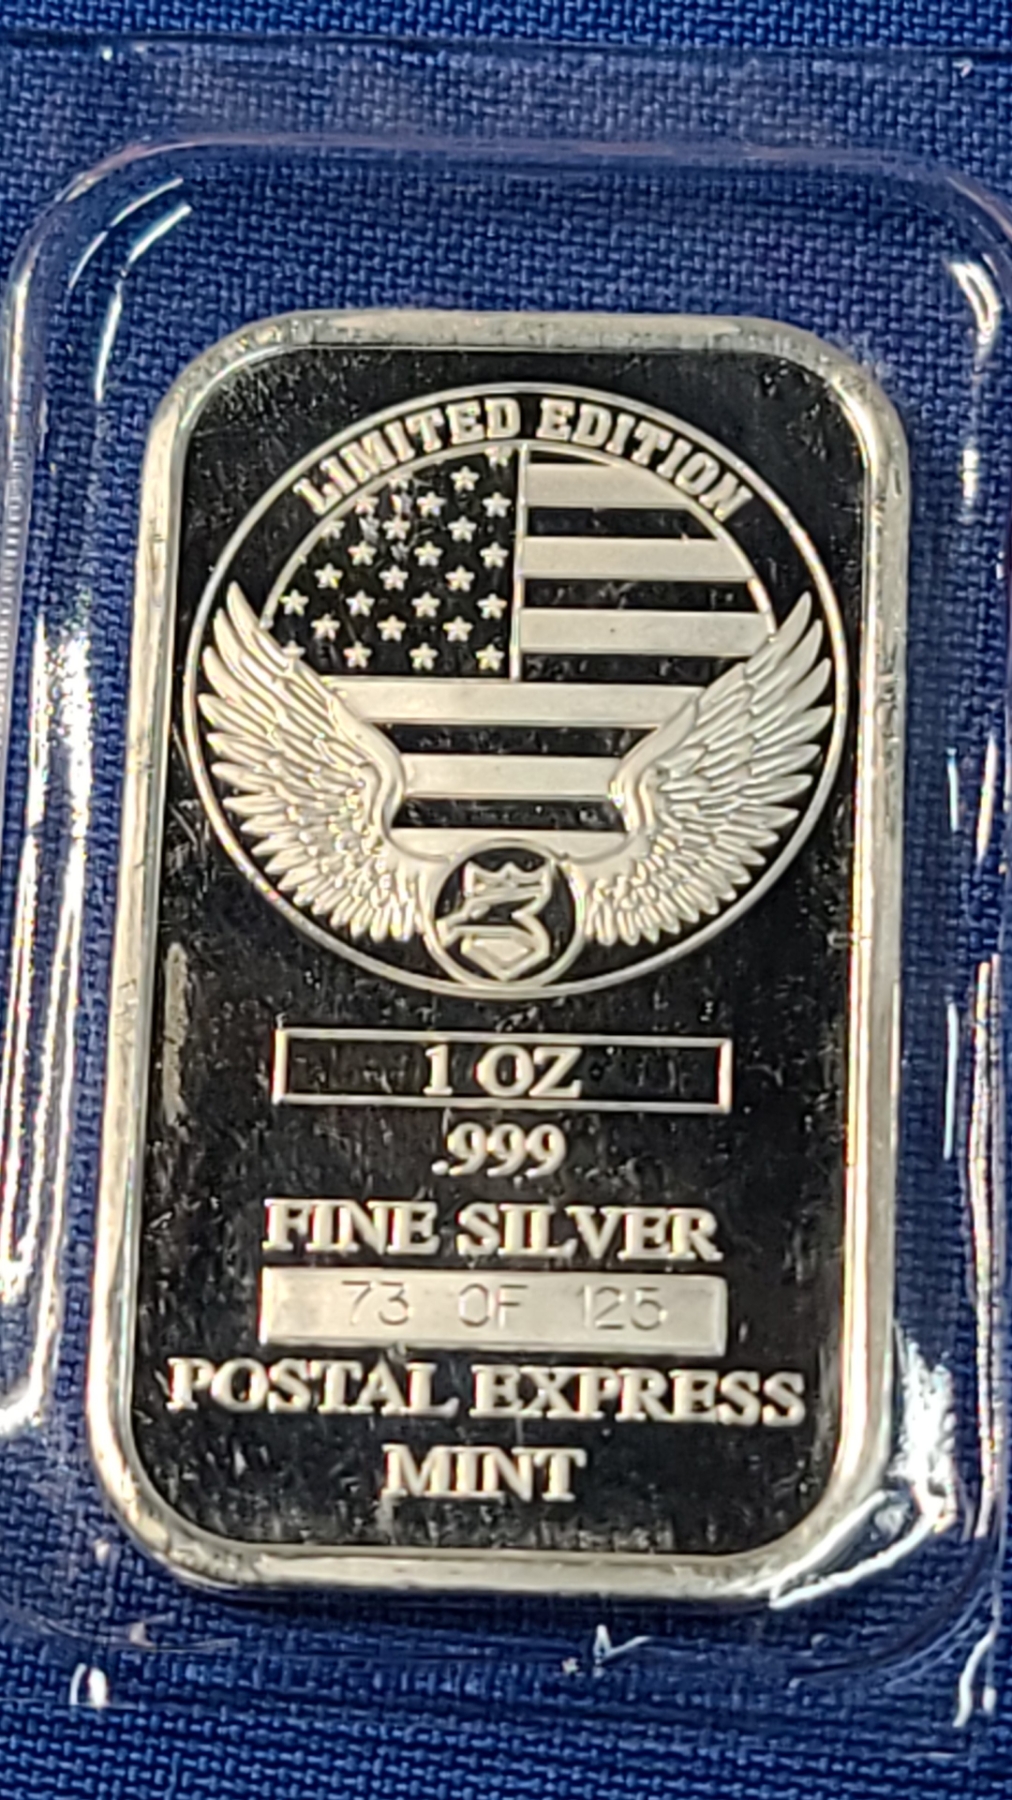 LIMITED EDITION
1 OZ
.999
FINE SILVER
73 OF 125
POSTAL EXPRESS
MINT